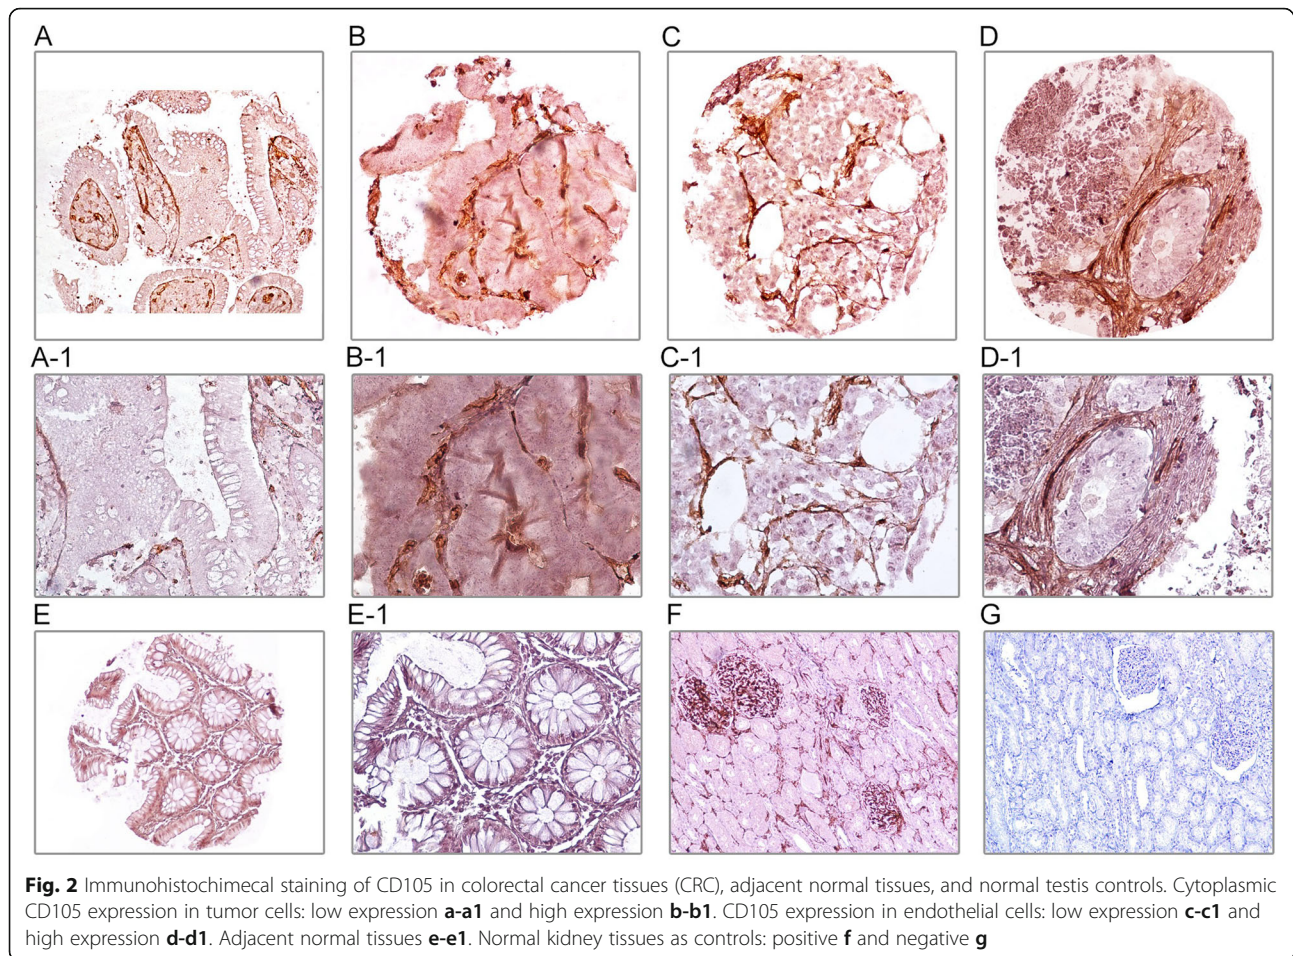 A
B
C
D
A-1
B-1
C-1
D-1
E
E-1
F
G
Fig. 2 Immunohistochimecal staining of CD105 in colorectal cancer tissues (CRC), adjacent normal tissues, and normal testis controls. Cytoplasmic
CD105 expression in tumor cells: low expression a-a1 and high expression b-b1. CD105 expression in endothelial cells: low expression c-c1 and
high expression d-d1. Adjacent normal tissues e-e1. Normal kidney tissues as controls: positive f and negative g